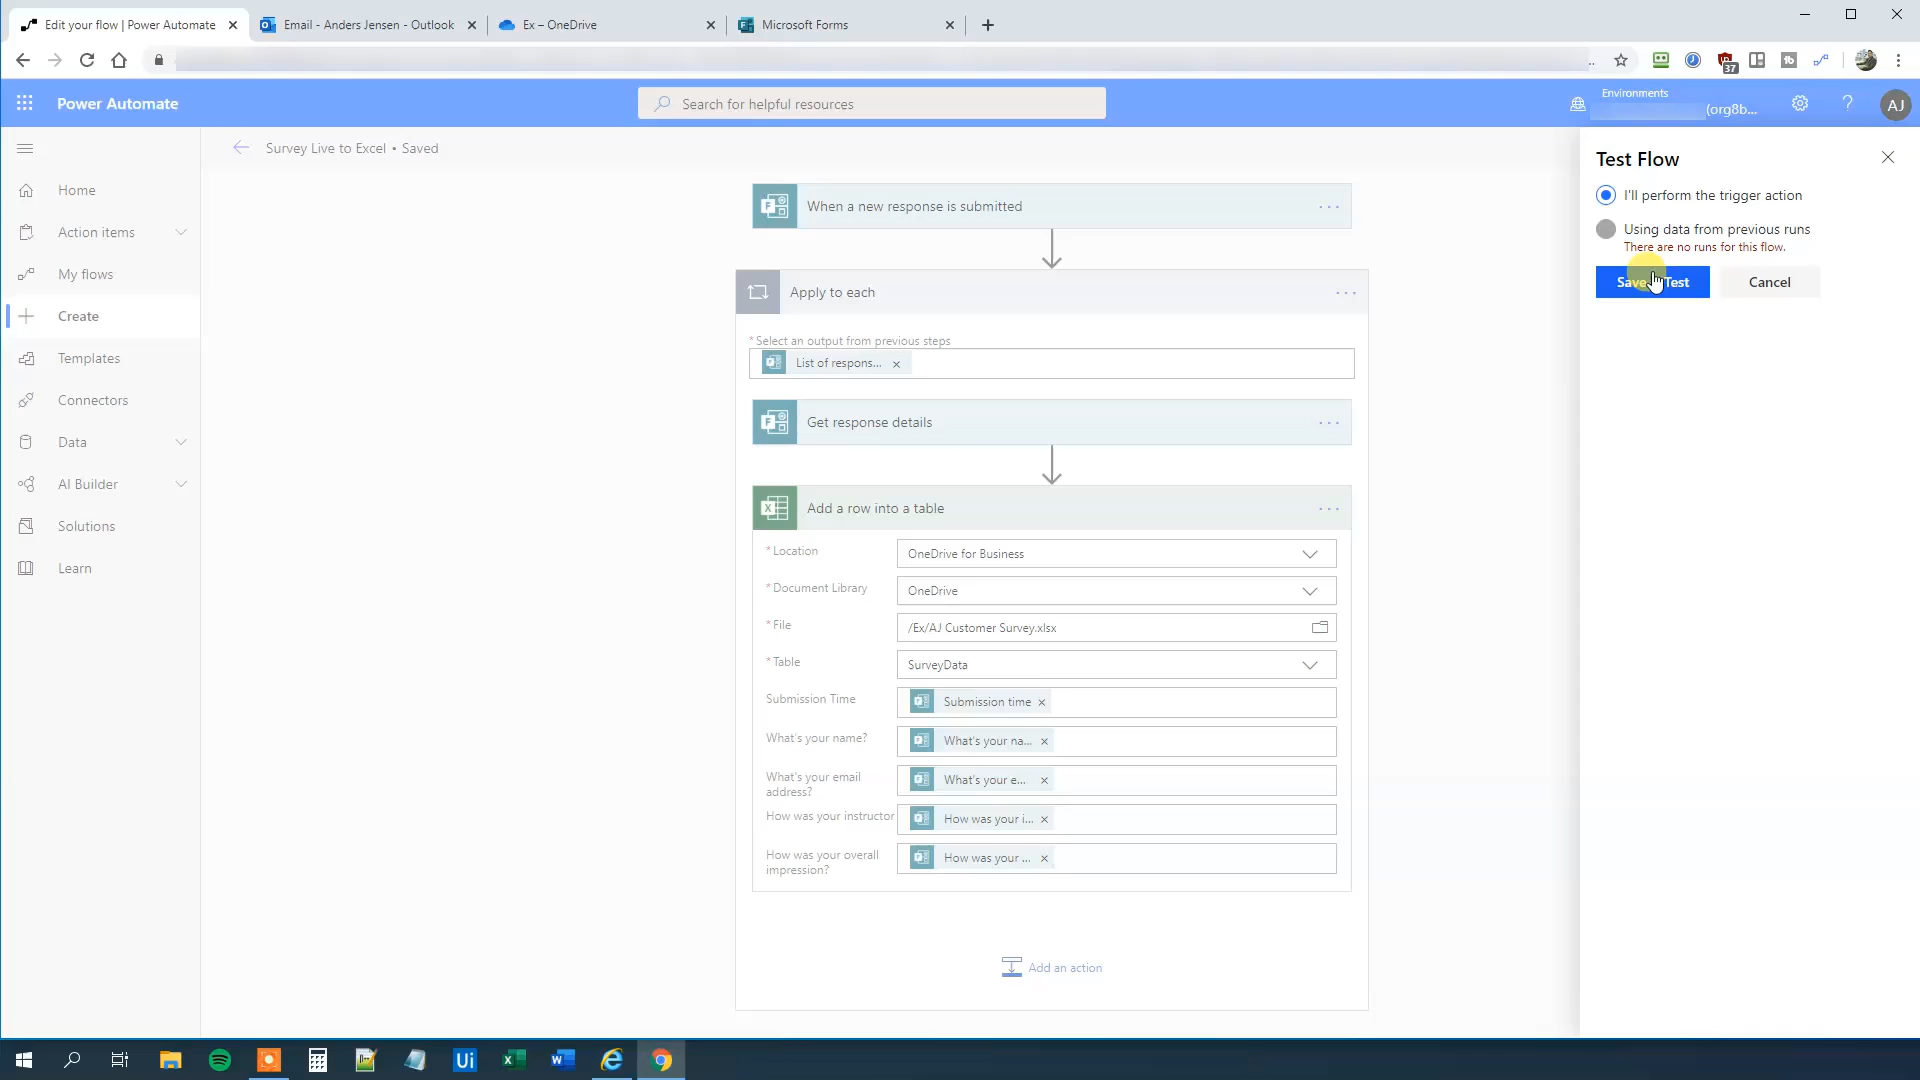 Edit your flow | Power Automate
Email - Anders Jensen - Outlook
Ex – OneDrive
Microsoft Forms
..
37
Power Automate
Search for helpful resources
Environments
(org8b...
?
AJ
Survey Live to Excel • Saved
Home
Action items
My flows
Create
Templates
Connectors
Data
AI Builder
Solutions
Learn
When a new response is submitted
Apply to each
* Select an output from previous steps
List of respons...
Get response details
Add a row into a table
* Location
OneDrive for Business
* Document Library
OneDrive
* File
/Ex/AJ Customer Survey.xlsx
* Table
SurveyData
Submission Time
Submission time
What's your name?
What's your na...
What's your email
address?
What's your e...
How was your instructor
How was your i...
How was your overall
impression?
How was your ...
Add an action
Test Flow
I'll perform the trigger action
Using data from previous runs
There are no runs for this flow.
Save Test
Cancel